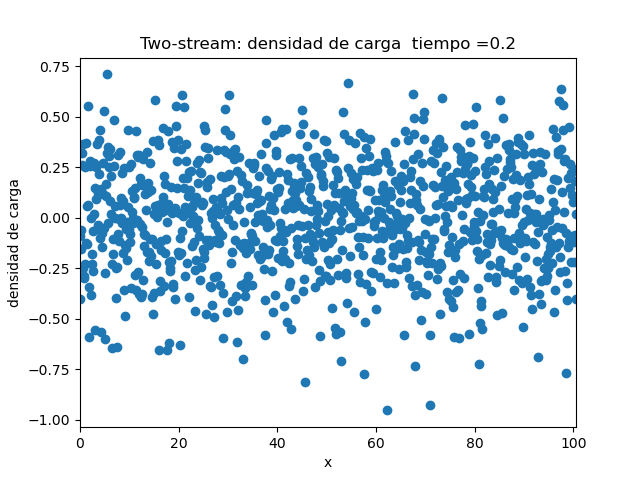 Two-stream: densidad de carga  tiempo =0.2
densidad de carga
0.75
0.50
0.25
0.00
−0.25
−0.50
−0.75
−1.00
0 20 40 60 80 100
x